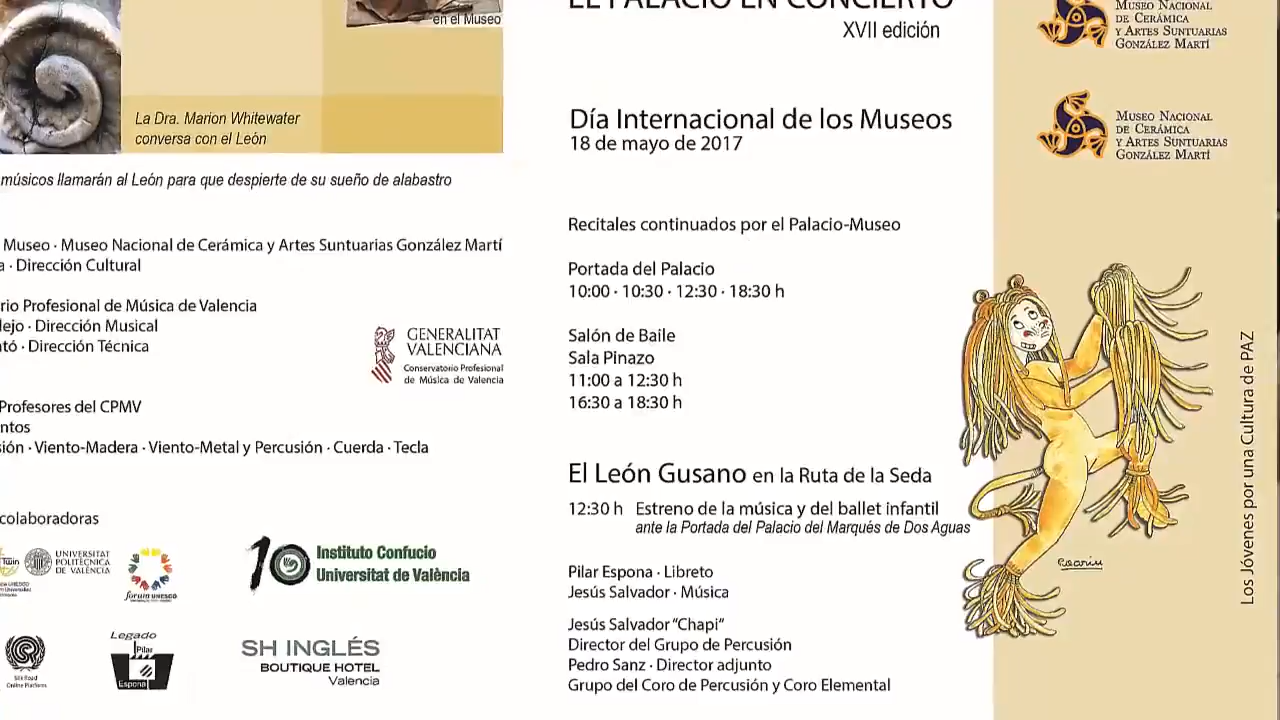 en el Museo
La Dra. Marion Whitewater
conversa con el León
músicos llamarán al León para que despierte de su sueño de alabastro
Museo · Museo Nacional de Cerámica y Artes Suntuarias González Martí
· Dirección Cultural
rio Profesional de Música de Valencia
lejo · Dirección Musical
· Dirección Técnica
GENERALITAT
VALENCIANA
Conservatorio Profesional
de Música de Valencia
Profesores del CPMV
ntos
sión · Viento-Madera · Viento-Metal y Percusión · Cuerda · Tecla
colaboradoras
Twin
UNIVERSITAT
POLITÈCNICA
DE VALÈNCIA
forum UNESCO
10 Instituto Confucio
Universitat de València
Silk Road
Online Platform
Legado
Pilar
Espona
SH INGLÉS
BOUTIQUE HOTEL
Valencia
EL PALACIO EN CONCIERTO
XVII edición
Día Internacional de los Museos
18 de mayo de 2017
Recitales continuados por el Palacio-Museo
Portada del Palacio
10:00 · 10:30 · 12:30 · 18:30 h
Salón de Baile
Sala Pinazo
11:00 a 12:30 h
16:30 a 18:30 h
El León Gusano en la Ruta de la Seda
12:30 h Estreno de la música y del ballet infantil
ante la Portada del Palacio del Marqués de Dos Aguas
Pilar Espona · Libreto
Jesús Salvador · Música
Jesús Salvador "Chapi"
Director del Grupo de Percusión
Pedro Sanz · Director adjunto
Grupo del Coro de Percusión y Coro Elemental
MUSEO NACIONAL
DE CERÁMICA
Y ARTES SUNTUARIAS
GONZÁLEZ MARTÍ
MUSEO NACIONAL
DE CERÁMICA
Y ARTES SUNTUARIAS
GONZÁLEZ MARTÍ
Los Jóvenes por una Cultura de PAZ